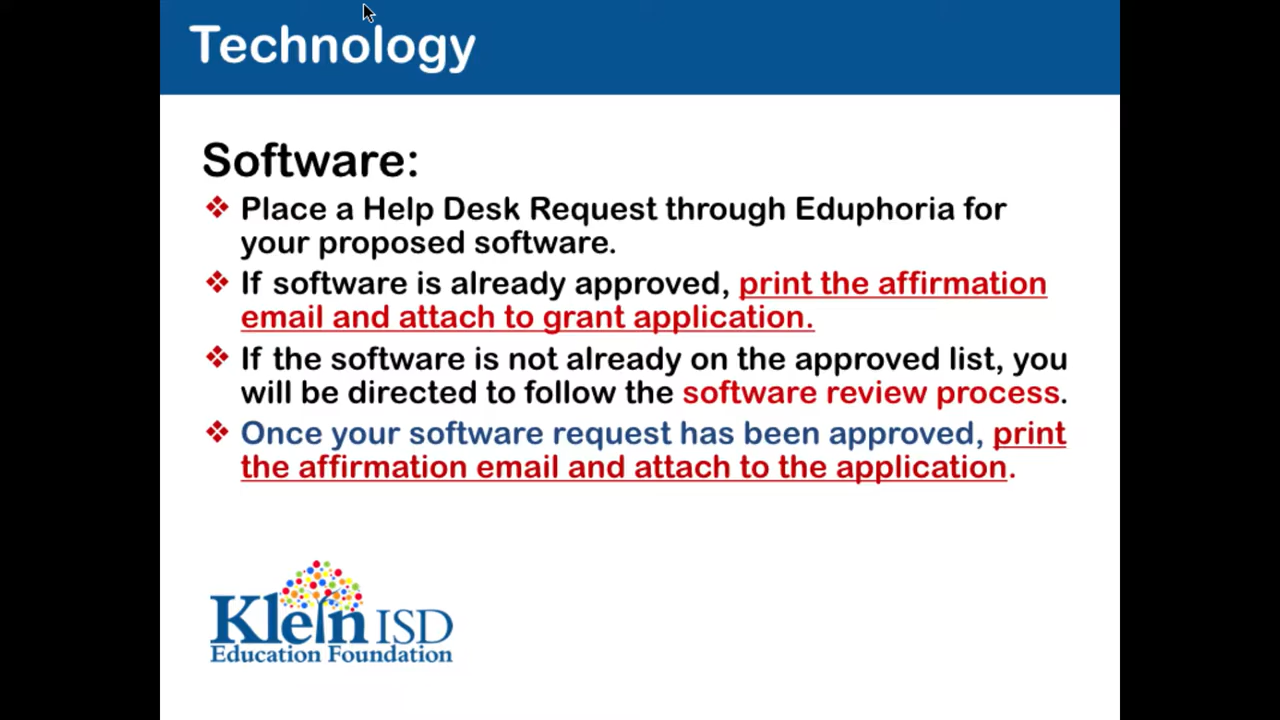 Technology
Software:
❖ Place a Help Desk Request through Eduphoria for
your proposed software.
❖ If software is already approved, print the affirmation
email and attach to grant application.
❖ If the software is not already on the approved list, you
will be directed to follow the software review process.
❖ Once your software request has been approved, print
the affirmation email and attach to the application.
Klein ISD
Education Foundation